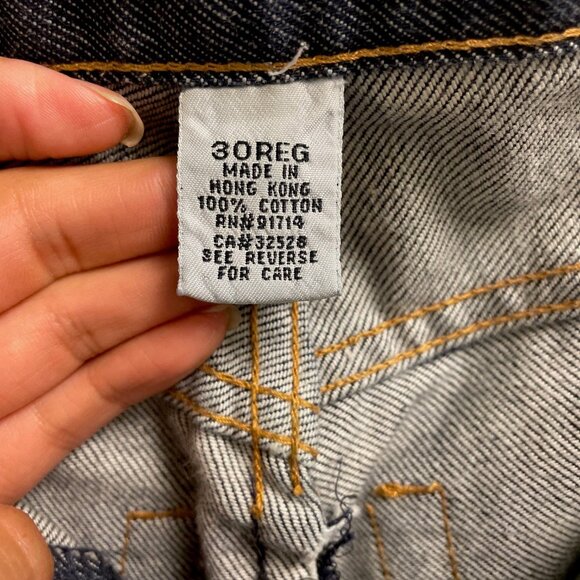 30REG
MADE IN
HONG KONG
100% COTTON
RN#91714
CA#32528
SEE REVERSE
FOR CARE